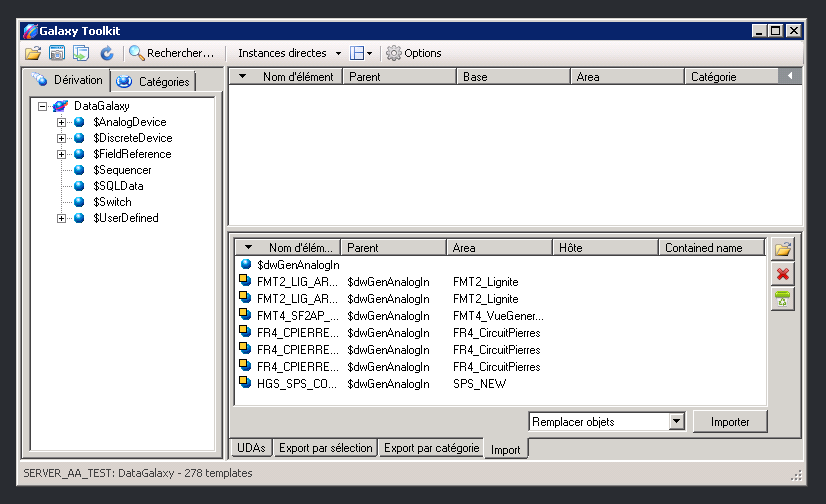 Galaxy Toolkit
Rechercher... Instances directes Options
Dérivation Catégories
DataGalaxy
$AnalogDevice
$DiscreteDevice
$FieldReference
$Sequencer
$SQLData
$Switch
$UserDefined
Nom d'élément Parent Base Area Catégorie
Nom d'élém... Parent Area Hôte Contained name
$dwGenAnalogIn
FMT2_LIG_AR... $dwGenAnalogIn FMT2_Lignite
FMT2_LIG_AR... $dwGenAnalogIn FMT2_Lignite
FMT4_SF2AP_... $dwGenAnalogIn FMT4_VueGener...
FR4_CPIERRE... $dwGenAnalogIn FR4_CircuitPierres
FR4_CPIERRE... $dwGenAnalogIn FR4_CircuitPierres
FR4_CPIERRE... $dwGenAnalogIn FR4_CircuitPierres
HGS_SPS_CO... $dwGenAnalogIn SPS_NEW
Remplacer objets Importer
UDAs Export par sélection Export par catégorie Import
SERVER_AA_TEST: DataGalaxy - 278 templates